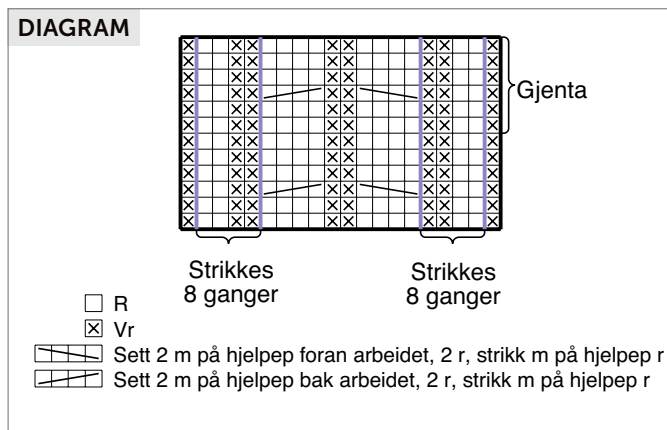 DIAGRAM
Gjenta
Strikkes
8 ganger
Strikkes
8 ganger
R
Vr
Sett 2 m på hjelpep foran arbeidet, 2 r, strikk m på hjelpep r
Sett 2 m på hjelpep bak arbeidet, 2 r, strikk m på hjelpep r